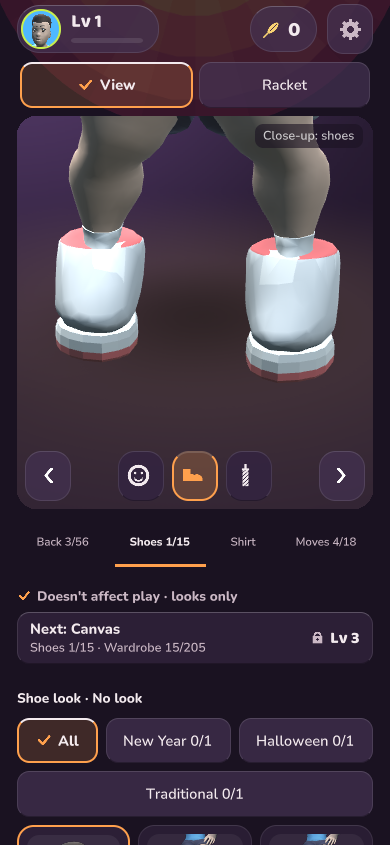 Lv 1
0
View
Racket
Close-up: shoes
Back 3/56
Shoes 1/15
Shirt
Moves 4/18
Doesn't affect play · looks only
Next: Canvas
Shoes 1/15 · Wardrobe 15/205
Lv 3
Shoe look · No look
All
New Year 0/1
Halloween 0/1
Traditional 0/1